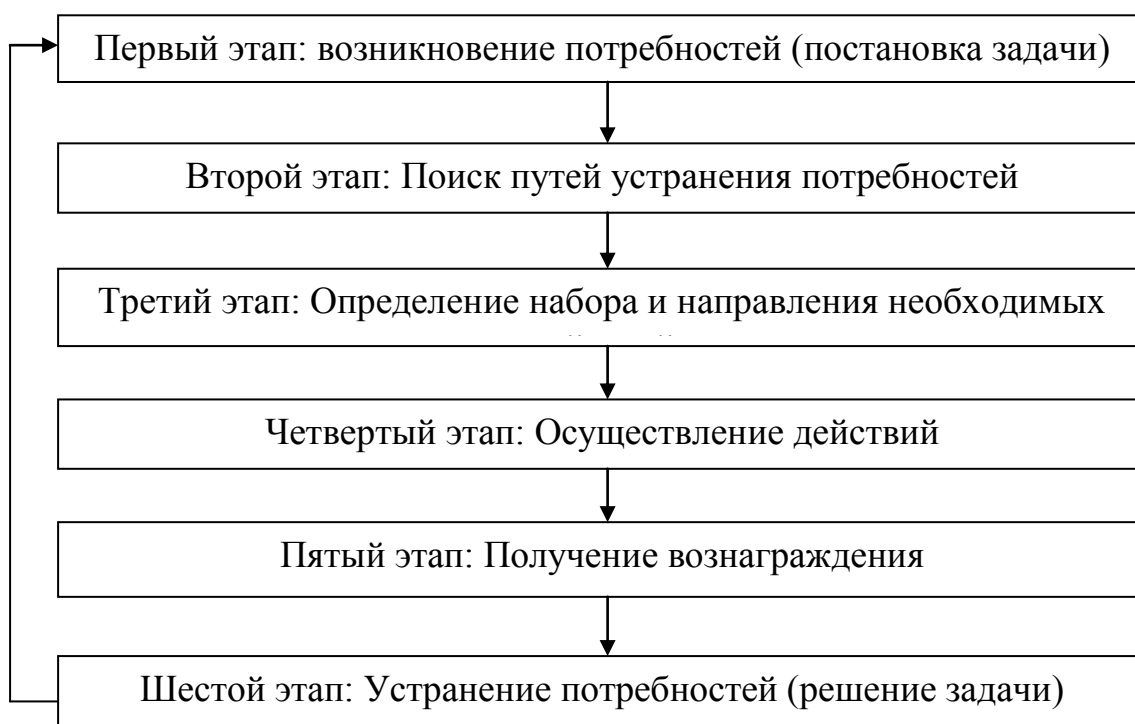 Первый этап: возникновение потребностей (постановка задачи)
Второй этап: Поиск путей устранения потребностей
Третий этап: Определение набора и направления необходимых
Четвертый этап: Осуществление действий
Пятый этап: Получение вознаграждения
Шестой этап: Устранение потребностей (решение задачи)